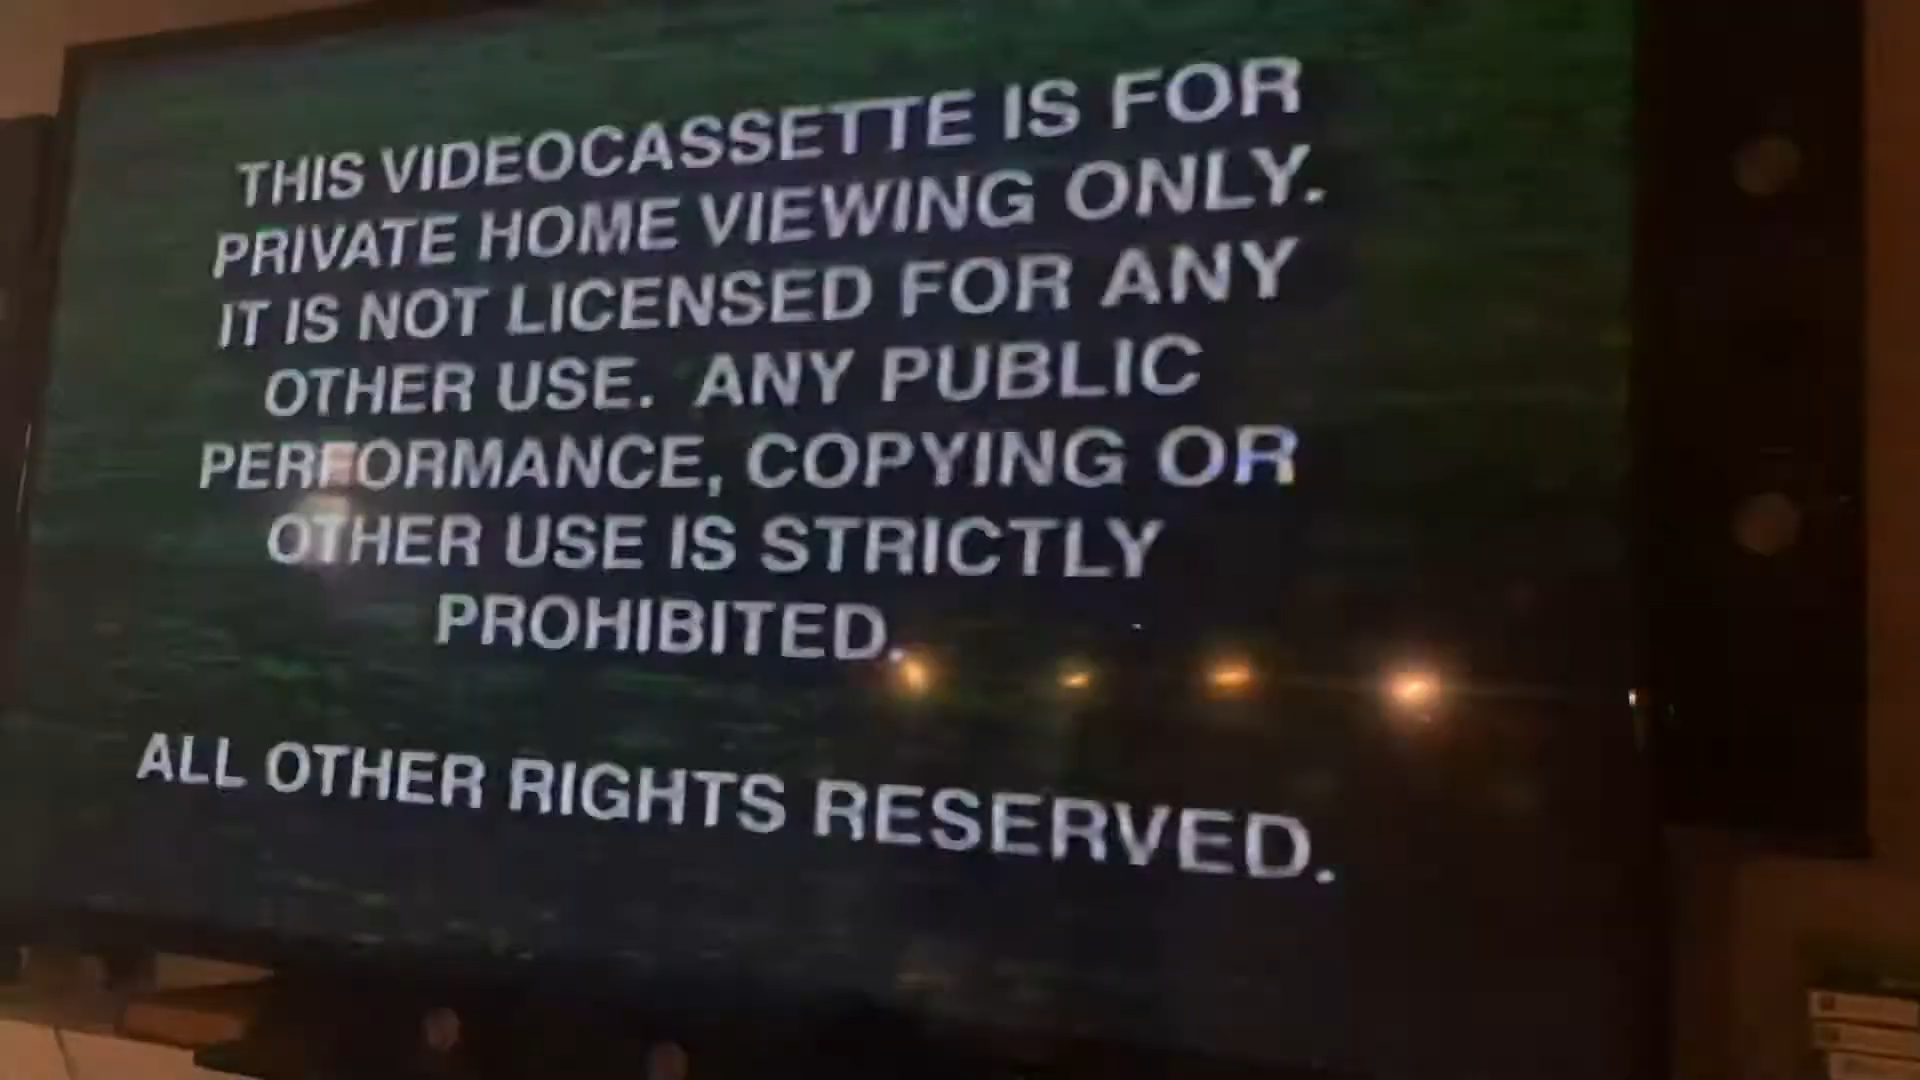 THIS VIDEOCASSETTE IS FOR
PRIVATE HOME VIEWING ONLY.
IT IS NOT LICENSED FOR ANY
OTHER USE. ANY PUBLIC
PERFORMANCE, COPYING OR
OTHER USE IS STRICTLY
PROHIBITED.
ALL OTHER RIGHTS RESERVED.